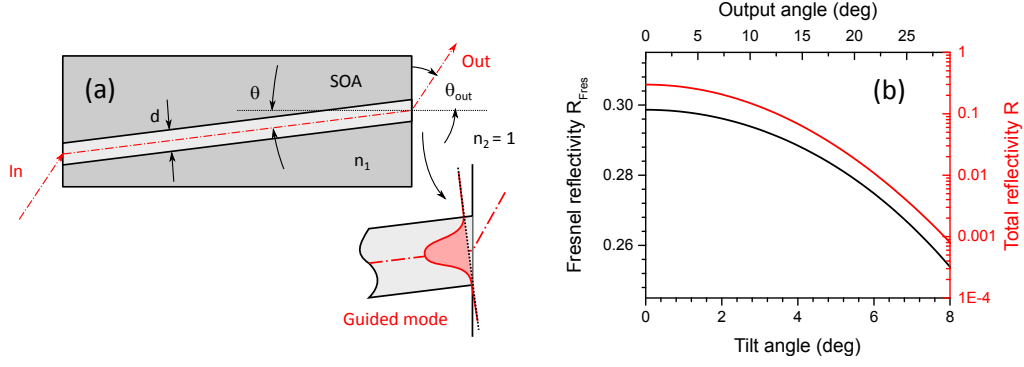 (a)
SOA
Out
θ
θout
d
n1
n2 = 1
In
Guided mode
Output angle (deg)
0 5 10 15 20 25
(b)
Fresnel reflectivity RFres
0.30
0.28
0.26
Total reflectivity R
1
0.1
0.01
0.001
1E-4
0 2 4 6 8
Tilt angle (deg)